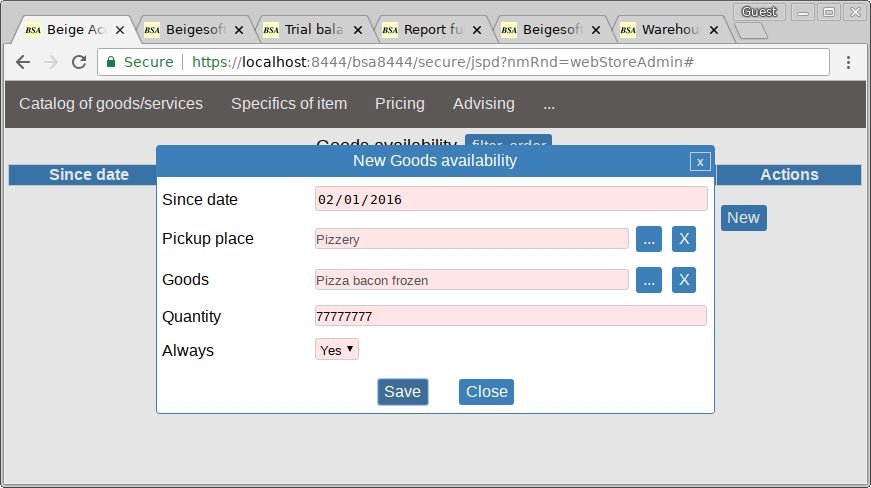 Guest
BSA Beige Ac
BSA Beigesoft
BSA Trial bala
BSA Report fu
BSA Beigesoft
BSA Warehou
Secure https://localhost:8444/bsa8444/secure/jspd?nmRnd=webStoreAdmin#
Catalog of goods/services Specifics of item Pricing Advising ...
Goods availability filter, order
New Goods availability x
Since date Actions
Since date 02/01/2016
New
Pickup place Pizzery ... X
Goods Pizza bacon frozen ... X
Quantity 77777777
Always Yes
Save Close